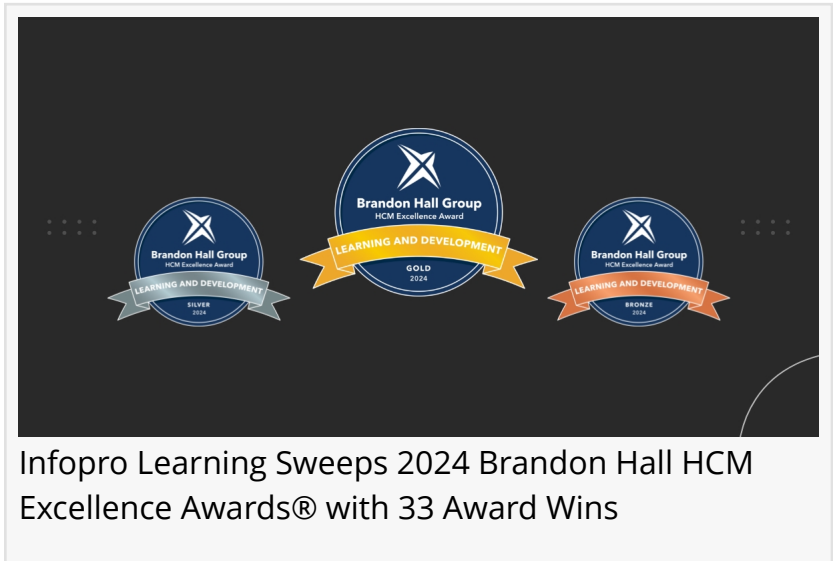 Brandon Hall Group
HCM Excellence Award
LEARNING AND DEVELOPMENT
SILVER
2024
Brandon Hall Group
HCM Excellence Award
LEARNING AND DEVELOPMENT
GOLD
2024
Brandon Hall Group
HCM Excellence Award
LEARNING AND DEVELOPMENT
BRONZE
2024
Infopro Learning Sweeps 2024 Brandon Hall HCM
Excellence Awards® with 33 Award Wins